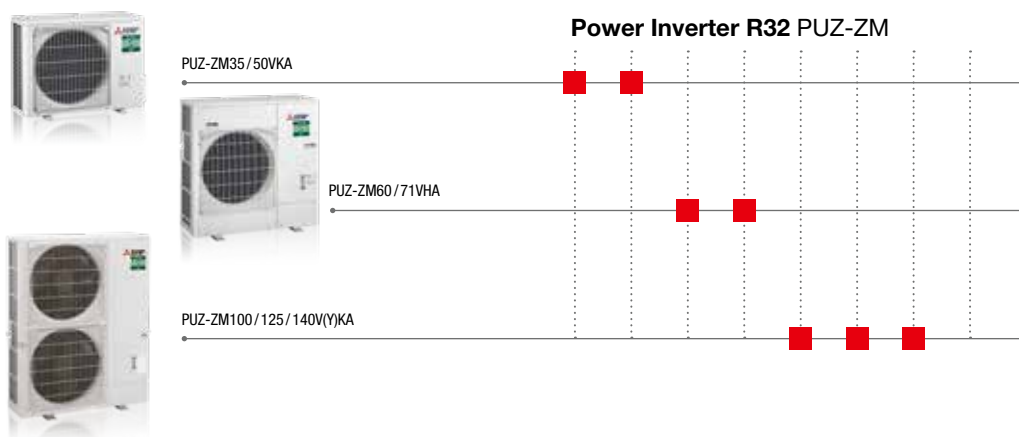 Power Inverter R32 PUZ-ZM
PUZ-ZM35/50VKA
PUZ-ZM60/71VHA
PUZ-ZM100/125/140V(Y)KA